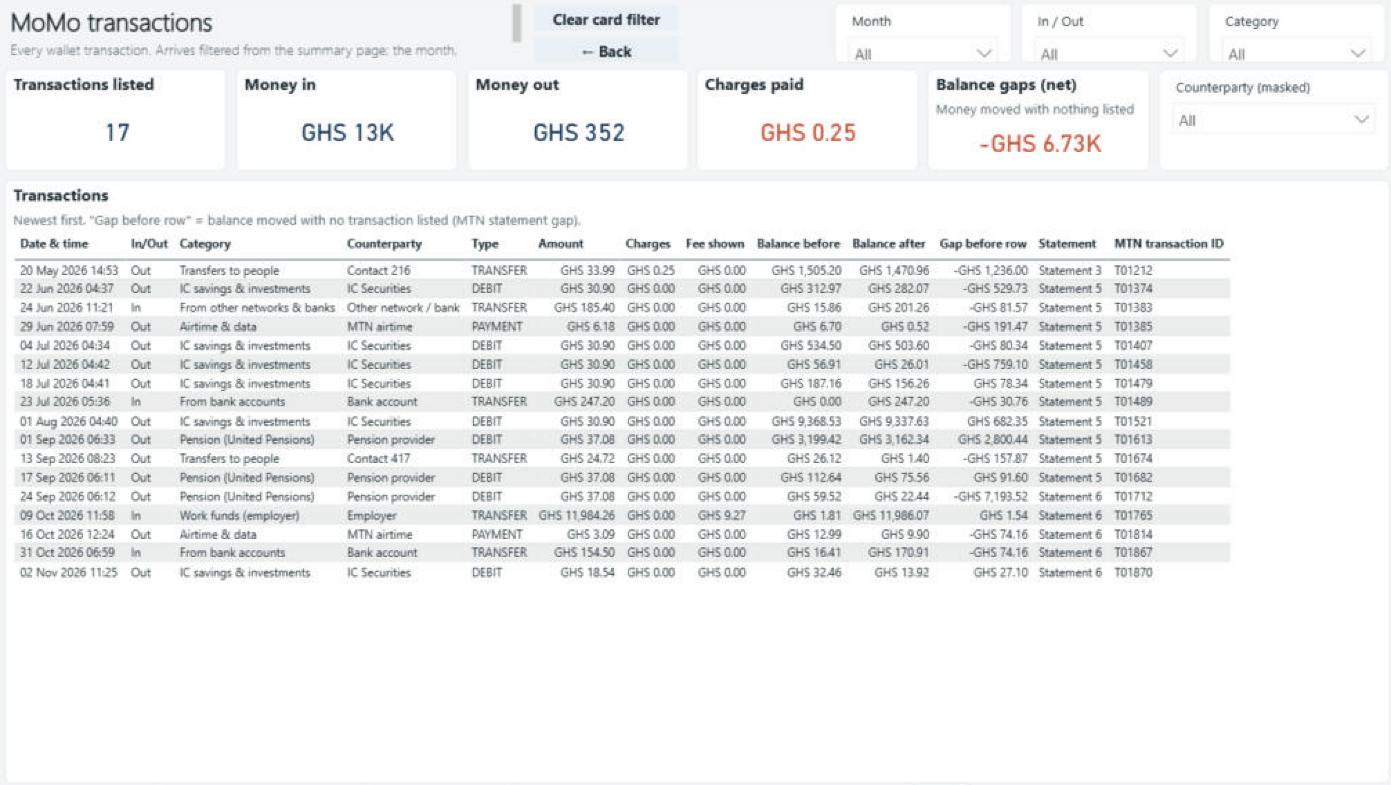 MoMo transactions
Every wallet transaction. Arrives filtered from the summary page: the month.
Clear card filter
← Back
Month
All
In / Out
All
Category
All
Transactions listed
17
Money in
GHS 13K
Money out
GHS 352
Charges paid
GHS 0.25
Balance gaps (net)
Money moved with nothing listed
-GHS 6.73K
Counterparty (masked)
All
Transactions
Newest first. "Gap before row" = balance moved with no transaction listed (MTN statement gap).
Date & time In/Out Category Counterparty Type Amount Charges Fee shown Balance before Balance after Gap before row Statement MTN transaction ID
20 May 2026 14:53 Out Transfers to people Contact 216 TRANSFER GHS 33.99 GHS 0.25 GHS 0.00 GHS 1,505.20 GHS 1,470.96 -GHS 1,236.00 Statement 3 T01212
22 Jun 2026 04:37 Out IC savings & investments IC Securities DEBIT GHS 30.90 GHS 0.00 GHS 0.00 GHS 312.97 GHS 282.07 -GHS 529.73 Statement 5 T01374
24 Jun 2026 11:21 In From other networks & banks Other network / bank TRANSFER GHS 185.40 GHS 0.00 GHS 0.00 GHS 15.86 GHS 201.26 -GHS 81.57 Statement 5 T01383
29 Jun 2026 07:59 Out Airtime & data MTN airtime PAYMENT GHS 6.18 GHS 0.00 GHS 0.00 GHS 6.70 GHS 0.52 -GHS 191.47 Statement 5 T01385
04 Jul 2026 04:34 Out IC savings & investments IC Securities DEBIT GHS 30.90 GHS 0.00 GHS 0.00 GHS 534.50 GHS 503.60 -GHS 80.34 Statement 5 T01407
12 Jul 2026 04:42 Out IC savings & investments IC Securities DEBIT GHS 30.90 GHS 0.00 GHS 0.00 GHS 56.91 GHS 26.01 -GHS 759.10 Statement 5 T01458
18 Jul 2026 04:41 Out IC savings & investments IC Securities DEBIT GHS 30.90 GHS 0.00 GHS 0.00 GHS 187.16 GHS 156.26 GHS 78.34 Statement 5 T01479
23 Jul 2026 05:36 In From bank accounts Bank account TRANSFER GHS 247.20 GHS 0.00 GHS 0.00 GHS 0.00 GHS 247.20 -GHS 30.76 Statement 5 T01489
01 Aug 2026 04:40 Out IC savings & investments IC Securities DEBIT GHS 30.90 GHS 0.00 GHS 0.00 GHS 9,368.53 GHS 9,337.63 GHS 682.35 Statement 5 T01521
01 Sep 2026 06:33 Out Pension (United Pensions) Pension provider DEBIT GHS 37.08 GHS 0.00 GHS 0.00 GHS 3,199.42 GHS 3,162.34 GHS 2,800.44 Statement 5 T01613
13 Sep 2026 08:23 Out Transfers to people Contact 417 TRANSFER GHS 24.72 GHS 0.00 GHS 0.00 GHS 26.12 GHS 1.40 -GHS 157.87 Statement 5 T01674
17 Sep 2026 06:11 Out Pension (United Pensions) Pension provider DEBIT GHS 37.08 GHS 0.00 GHS 0.00 GHS 112.64 GHS 75.56 GHS 91.60 Statement 5 T01682
24 Sep 2026 06:12 Out Pension (United Pensions) Pension provider DEBIT GHS 37.08 GHS 0.00 GHS 0.00 GHS 59.52 GHS 22.44 -GHS 7,193.52 Statement 6 T01712
09 Oct 2026 11:58 In Work funds (employer) Employer TRANSFER GHS 11,984.26 GHS 0.00 GHS 9.27 GHS 1.81 GHS 11,986.07 GHS 1.54 Statement 6 T01765
16 Oct 2026 12:24 Out Airtime & data MTN airtime PAYMENT GHS 3.09 GHS 0.00 GHS 0.00 GHS 12.99 GHS 9.90 -GHS 74.16 Statement 6 T01814
31 Oct 2026 06:59 In From bank accounts Bank account TRANSFER GHS 154.50 GHS 0.00 GHS 0.00 GHS 16.41 GHS 170.91 -GHS 74.16 Statement 6 T01867
02 Nov 2026 11:25 Out IC savings & investments IC Securities DEBIT GHS 18.54 GHS 0.00 GHS 0.00 GHS 32.46 GHS 13.92 GHS 27.10 Statement 6 T01870